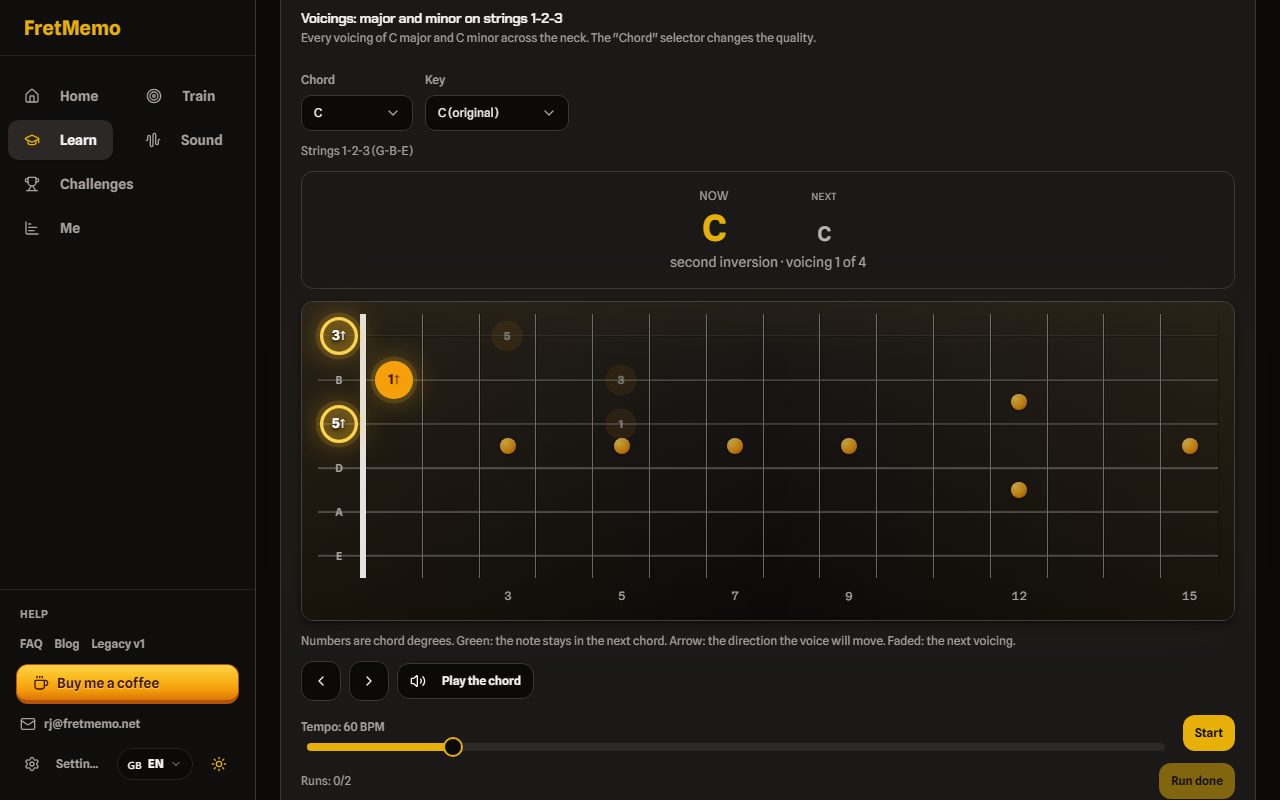 FretMemo
Home
Train
Learn
Sound
Challenges
Me
HELP
FAQ Blog Legacy v1
Buy me a coffee
rj@fretmemo.net
Settin...
GB EN
Voicings: major and minor on strings 1-2-3
Every voicing of C major and C minor across the neck. The "Chord" selector changes the quality.
Chord
Key
C
C (original)
Strings 1-2-3 (G-B-E)
NOW
NEXT
C
C
second inversion · voicing 1 of 4
3↑
5
B
1↑
3
5↑
1
D
A
E
3 5 7 9 12 15
Numbers are chord degrees. Green: the note stays in the next chord. Arrow: the direction the voice will move. Faded: the next voicing.
Play the chord
Tempo: 60 BPM
Start
Runs: 0/2
Run done